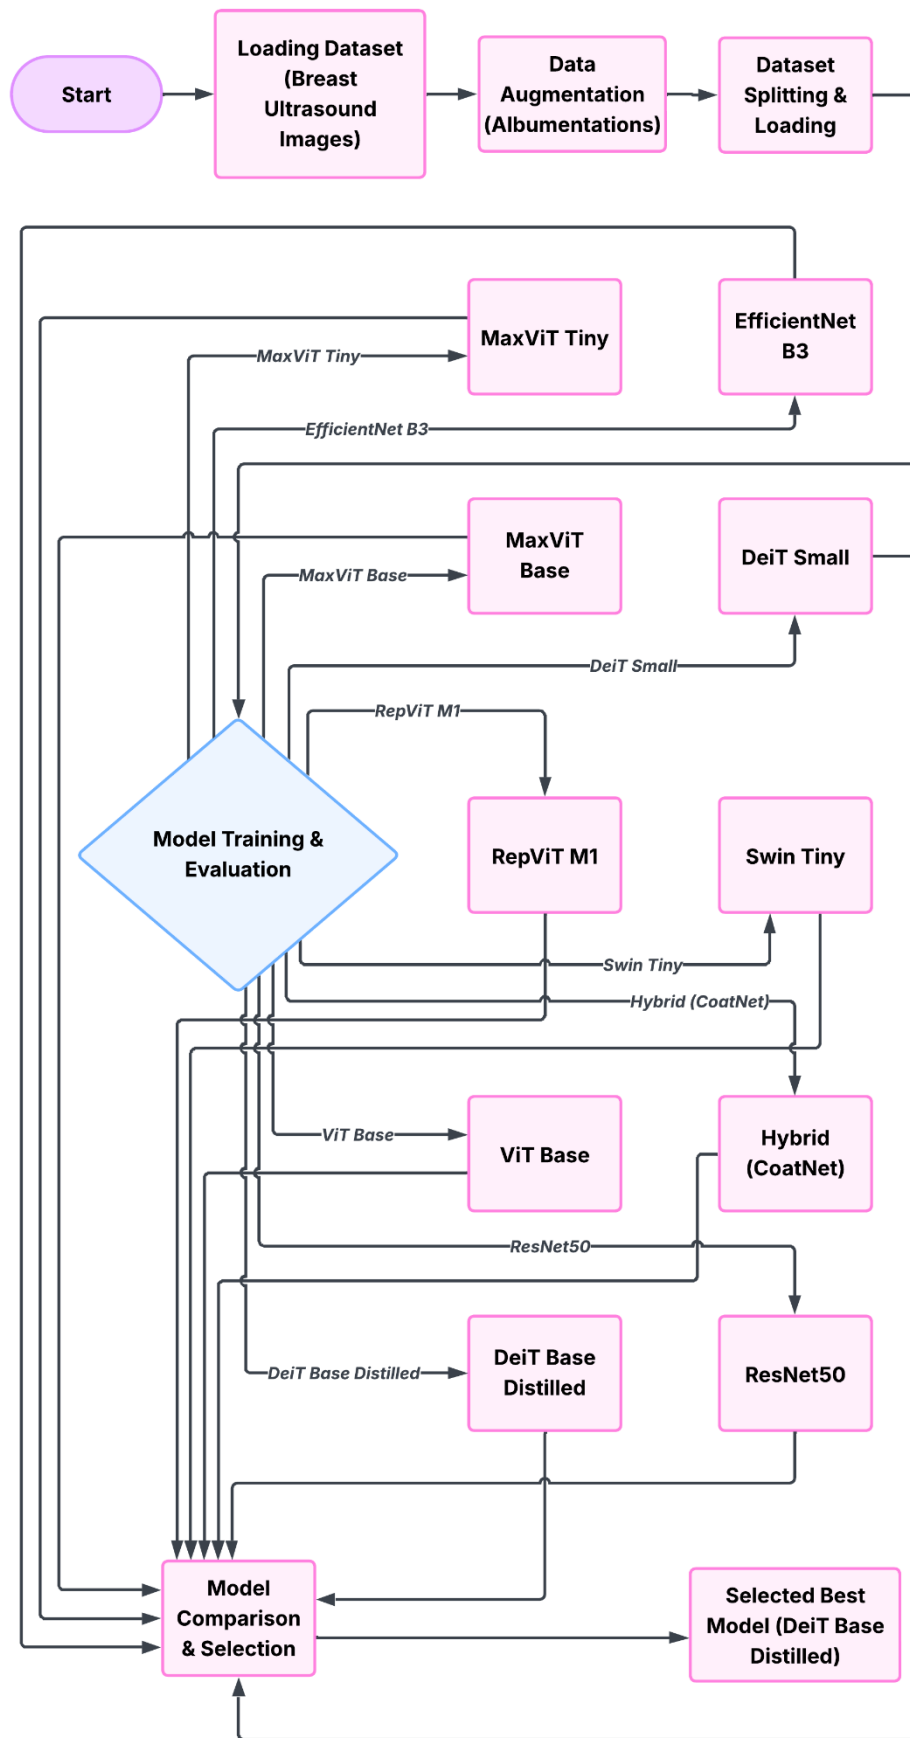 Start
Loading Dataset
(Breast
Ultrasound
Images)
Data
Augmentation
(Albumentations)
Dataset
Splitting &
Loading
MaxViT Tiny
EfficientNet
B3
MaxViT Tiny
EfficientNet B3
MaxViT
Base
DeiT Small
MaxViT Base
DeiT Small
RepViT M1
Model Training &
Evaluation
RepViT M1
Swin Tiny
Swin Tiny
Hybrid (CoatNet)
ViT Base
ViT Base
Hybrid
(CoatNet)
ResNet50
DeiT Base Distilled
DeiT Base
Distilled
ResNet50
Model
Comparison
& Selection
Selected Best
Model (DeiT Base
Distilled)